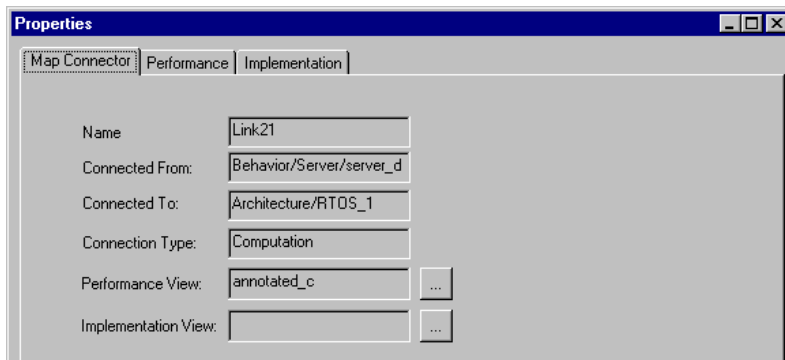 Properties
Map Connector Performance Implementation
Name Link21
Connected From: Behavior/Server/server_d
Connected To: Architecture/RTOS_1
Connection Type: Computation
Performance View: annotated_c ...
Implementation View: ...